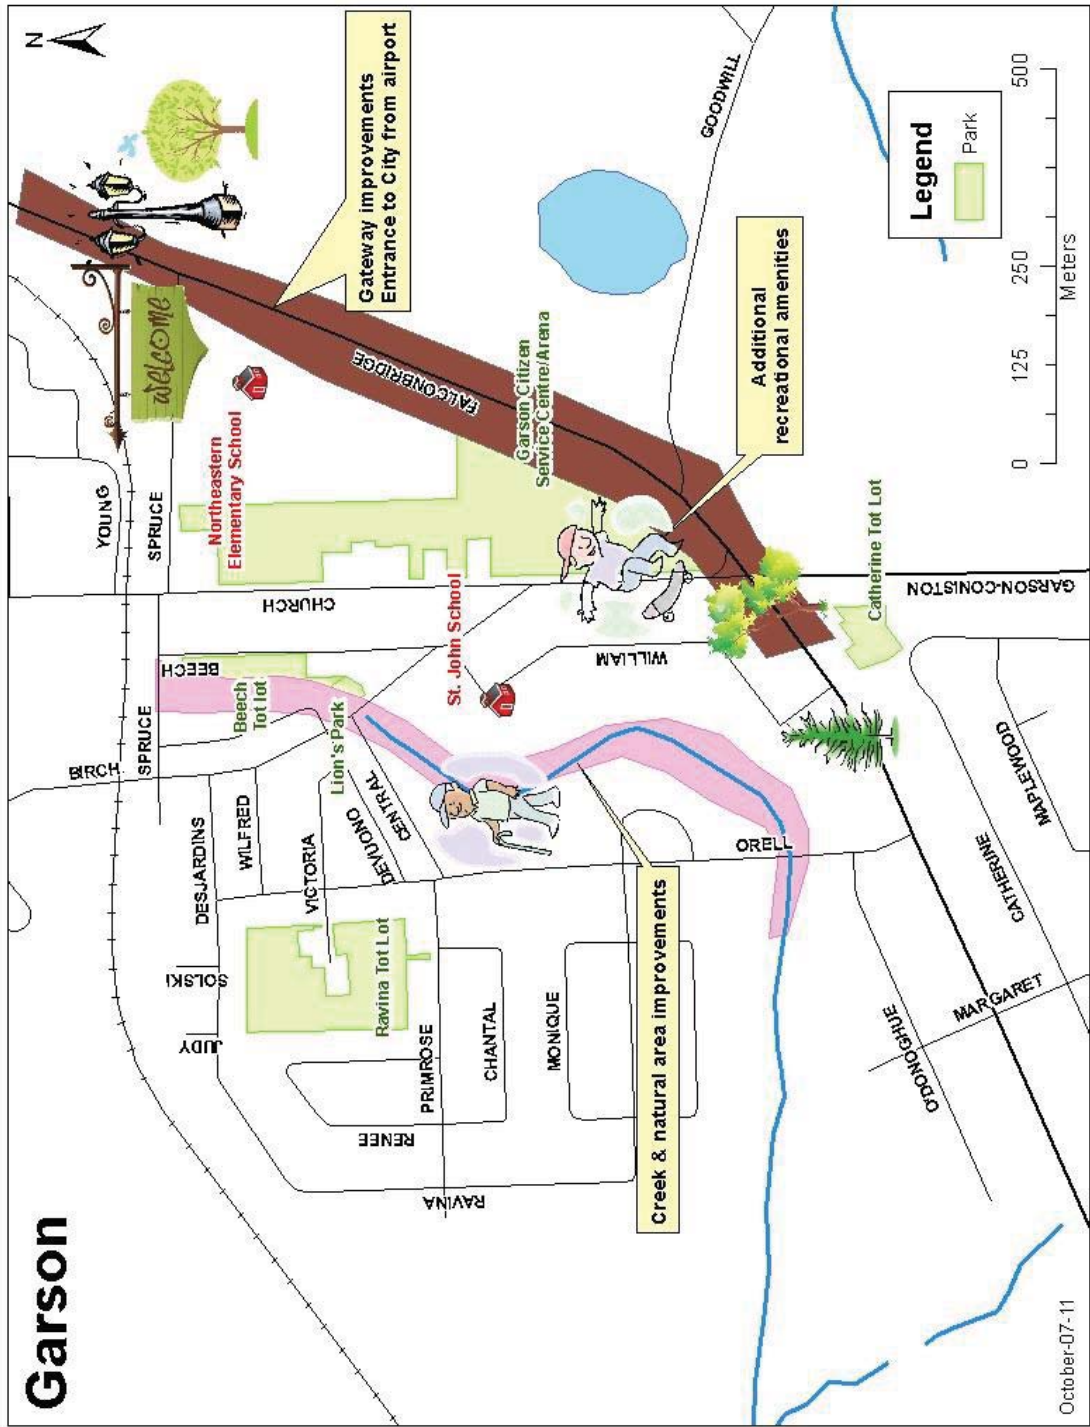 Garson
N
YOUNG
SPRUCE
BIRCH
SPRUCE
BEECH
welcome
DESJARDINS
SOLSKI
JUDY
WILFRED
VICTORIA
DEVUONO
CENTRAL
Beech
Tot lot
Lion's Park
CHURCH
Northeastern
Elementary School
FALCONBRIDGE
Gateway improvements
Entrance to City from airport
Ravina Tot Lot
RENEE
RAVINA
PRIMROSE
CHANTAL
MONIQUE
St. John School
WILLIAM
Garson Citizen
Service Centre/Arena
Additional
recreational amenities
GOODWILL
Creek & natural area improvements
ORELL
O'DONOGHUE
MARGARET
CATHERINE
MAPLEWOOD
Catherine Tot Lot
GARSON-CONISTON
Legend
Park
0 125 250 500
Meters
October-07-11